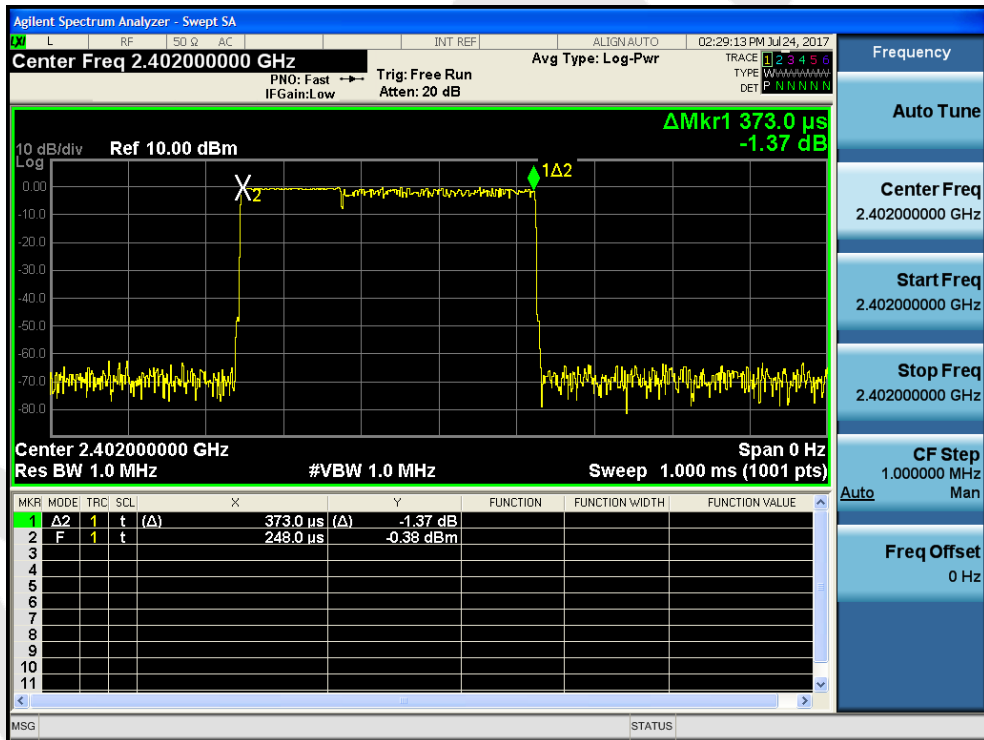 Agilent Spectrum Analyzer - Swept SA
LXI L RF 50 Ω AC INT REF ALIGN AUTO 02:29:13 PM Jul 24, 2017
Center Freq 2.402000000 GHz
PNO: Fast
IFGain:Low
Trig: Free Run
Atten: 20 dB
Avg Type: Log-Pwr
TRACE 1 2 3 4 5 6
TYPE WWWWWWW
DET P N N N N N
ΔMkr1 373.0 µs
-1.37 dB
10 dB/div Ref 10.00 dBm
Log
0.00
-10.0
-20.0
-30.0
-40.0
-50.0
-60.0
-70.0
-80.0
X2
1Δ2
Center 2.402000000 GHz Span 0 Hz
Res BW 1.0 MHz #VBW 1.0 MHz Sweep 1.000 ms (1001 pts)
MKR MODE TRC SCL X Y FUNCTION FUNCTION WIDTH FUNCTION VALUE
1 Δ2 1 t (Δ) 373.0 µs (Δ) -1.37 dB
2 F 1 t 248.0 µs -0.38 dBm
3
4
5
6
7
8
9
10
11
MSG STATUS
Frequency
Auto Tune
Center Freq
2.402000000 GHz
Start Freq
2.402000000 GHz
Stop Freq
2.402000000 GHz
CF Step
1.000000 MHz
Auto Man
Freq Offset
0 Hz